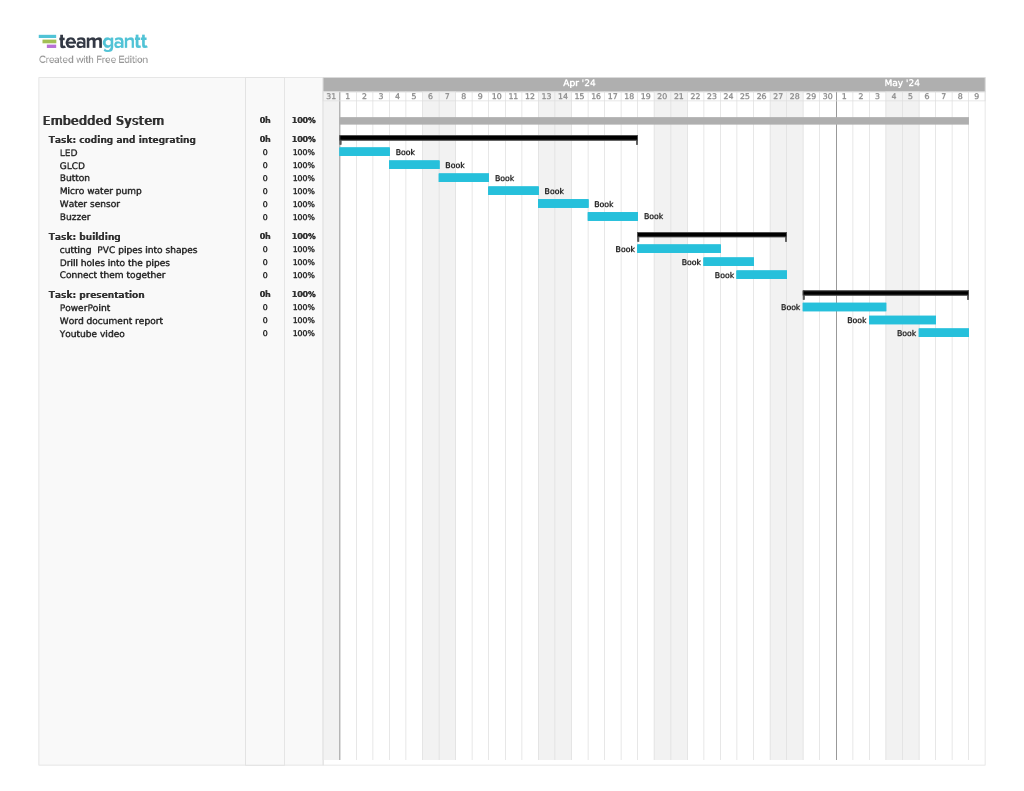 teamgantt
Created with Free Edition
Apr '24 May '24
31 1 2 3 4 5 6 7 8 9 10 11 12 13 14 15 16 17 18 19 20 21 22 23 24 25 26 27 28 29 30 1 2 3 4 5 6 7 8 9
Embedded System 0h 100%
Task: coding and integrating 0h 100%
LED 0 100% Book
GLCD 0 100% Book
Button 0 100% Book
Micro water pump 0 100% Book
Water sensor 0 100% Book
Buzzer 0 100% Book
Task: building 0h 100%
cutting PVC pipes into shapes 0 100% Book
Drill holes into the pipes 0 100% Book
Connect them together 0 100% Book
Task: presentation 0h 100%
PowerPoint 0 100% Book
Word document report 0 100% Book
Youtube video 0 100% Book